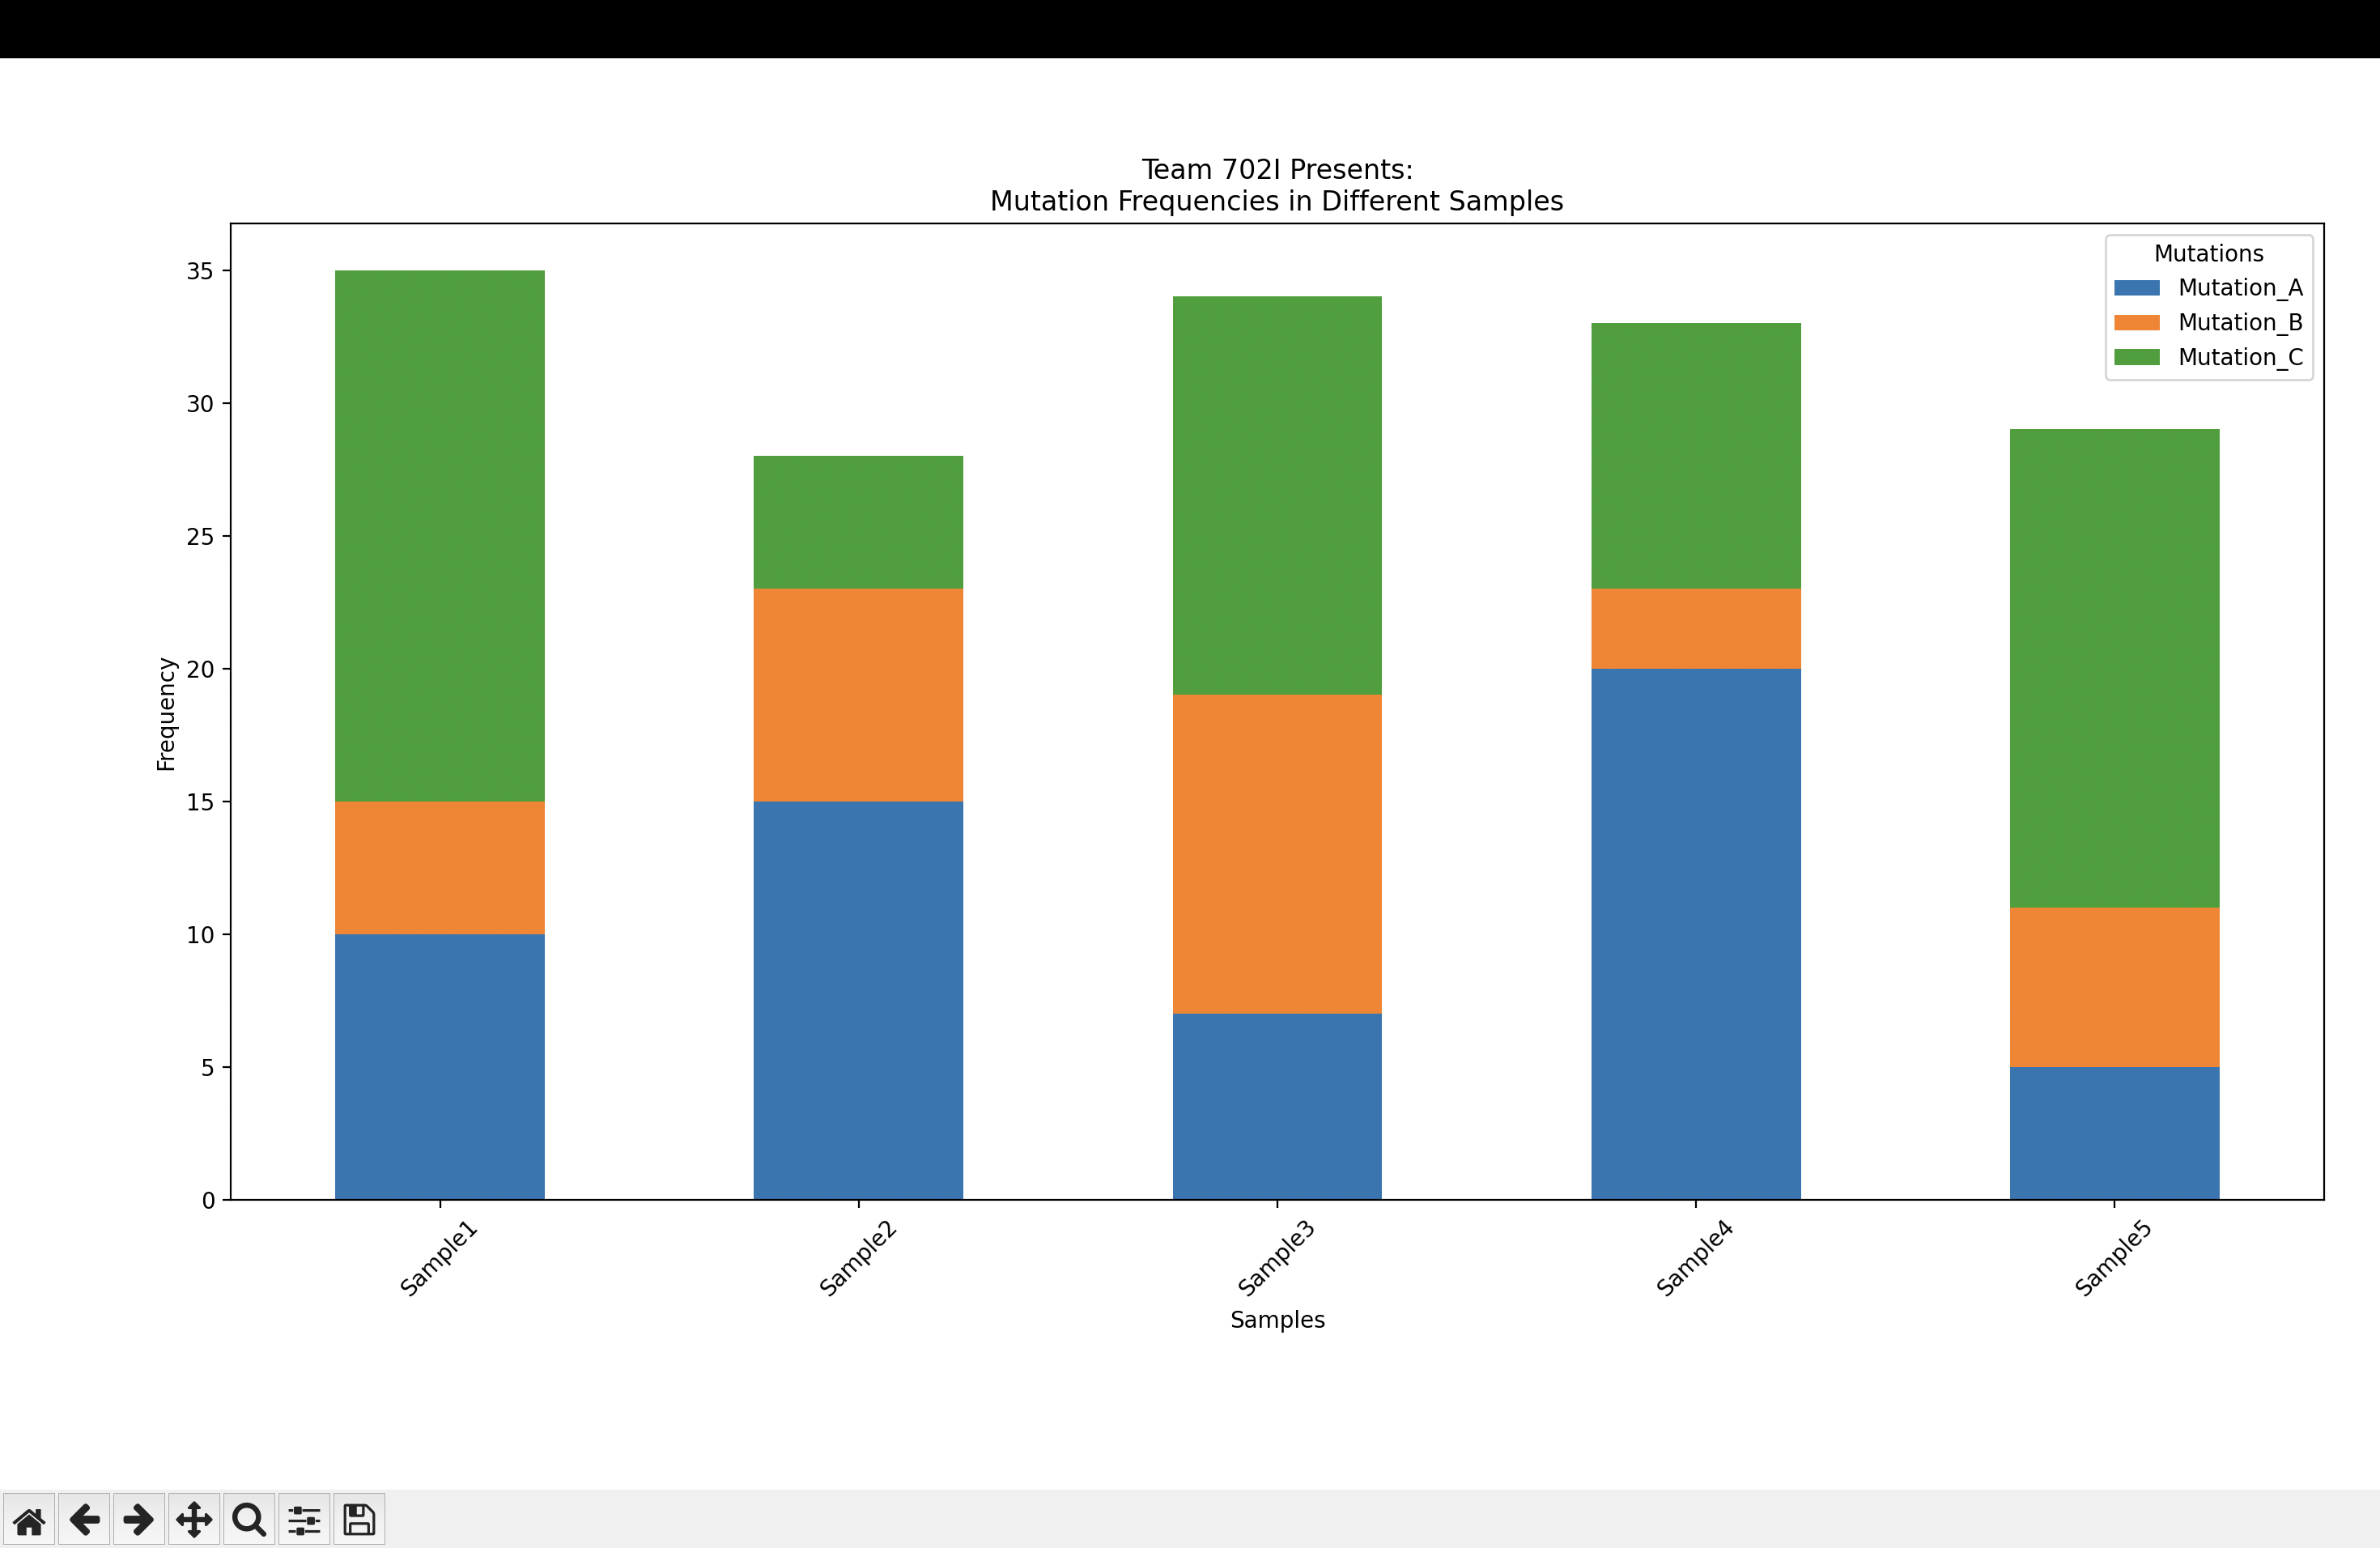 Team 702I Presents:
Mutation Frequencies in Different Samples
Mutations
Mutation_A
Mutation_B
Mutation_C
Frequency
35
30
25
20
15
10
5
0
Sample1
Sample2
Sample3
Sample4
Sample5
Samples